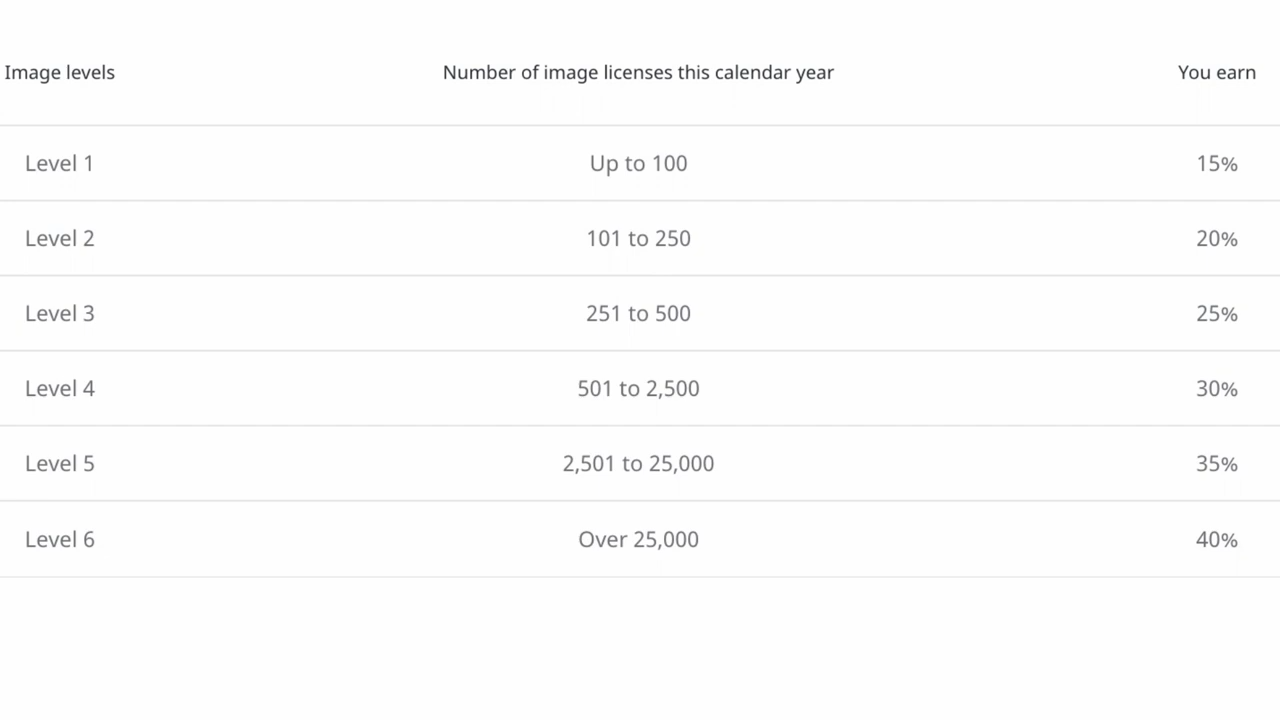 Image levels Number of image licenses this calendar year You earn
Level 1 Up to 100 15%
Level 2 101 to 250 20%
Level 3 251 to 500 25%
Level 4 501 to 2,500 30%
Level 5 2,501 to 25,000 35%
Level 6 Over 25,000 40%